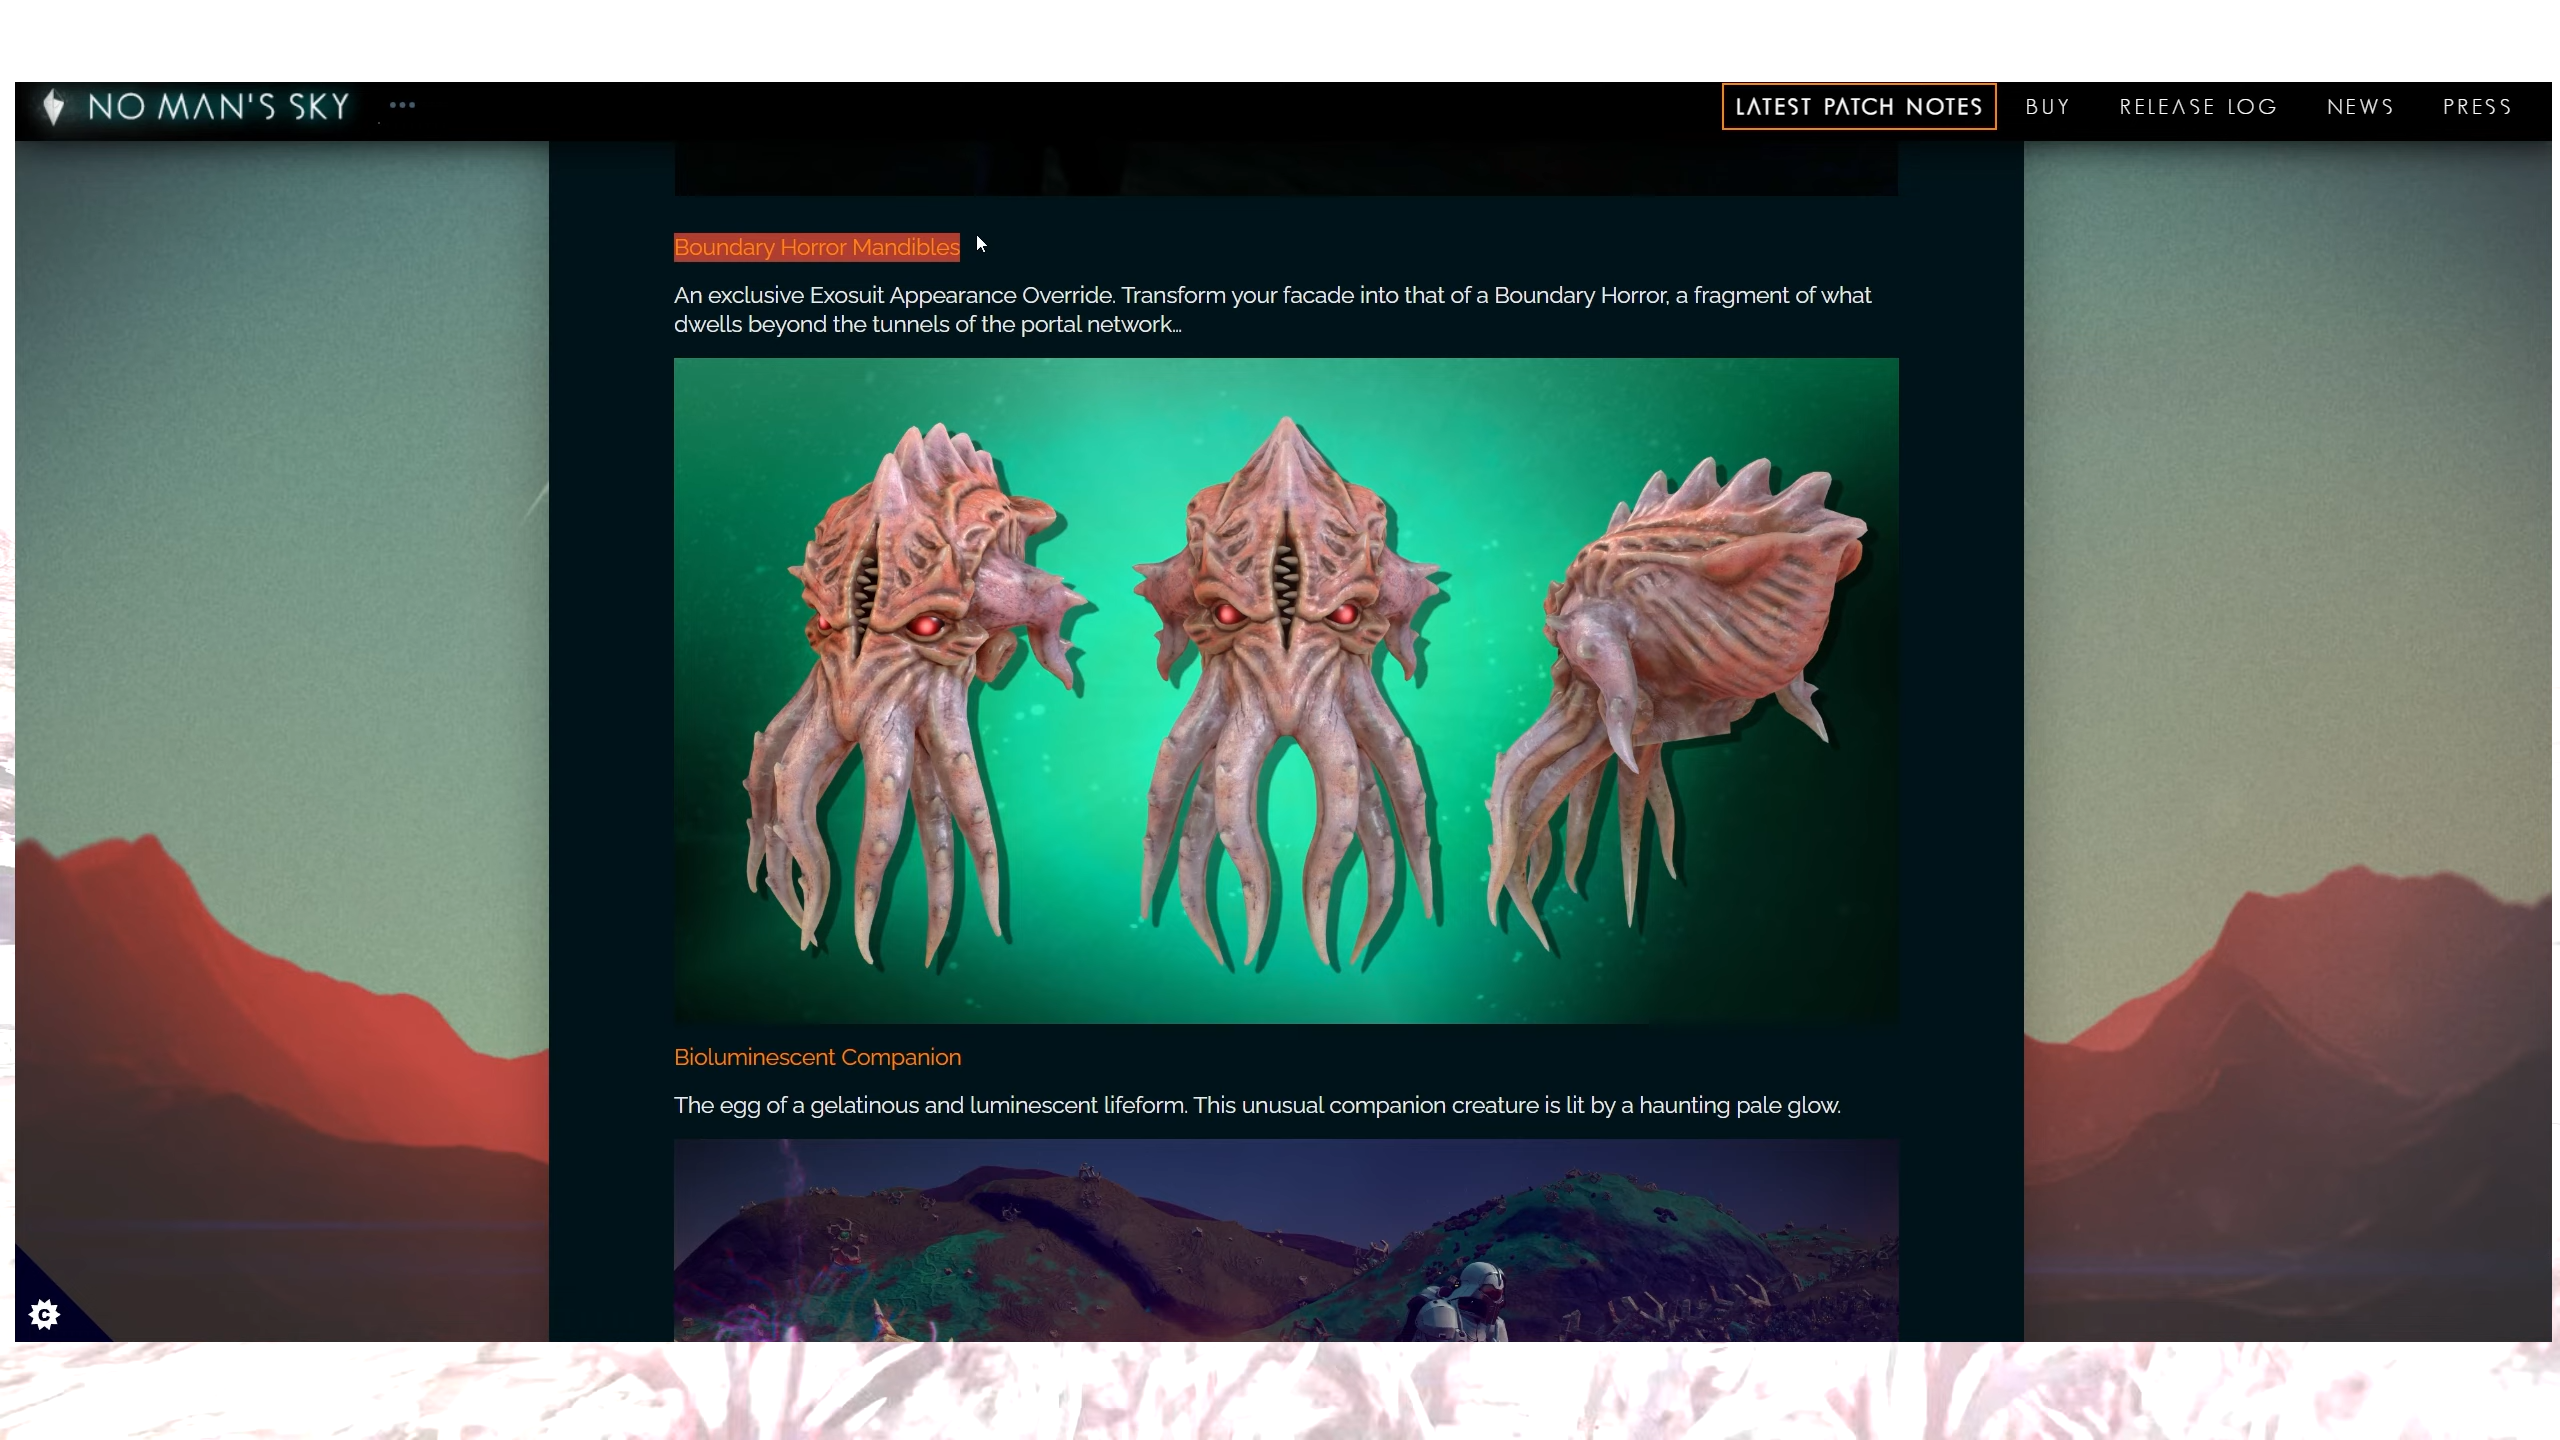 NO MAN'S SKY
LATEST PATCH NOTES
BUY
RELEASE LOG
NEWS
PRESS
Boundary Horror Mandibles
An exclusive Exosuit Appearance Override. Transform your facade into that of a Boundary Horror, a fragment of what
dwells beyond the tunnels of the portal network...
Bioluminescent Companion
The egg of a gelatinous and luminescent lifeform. This unusual companion creature is lit by a haunting pale glow.
C